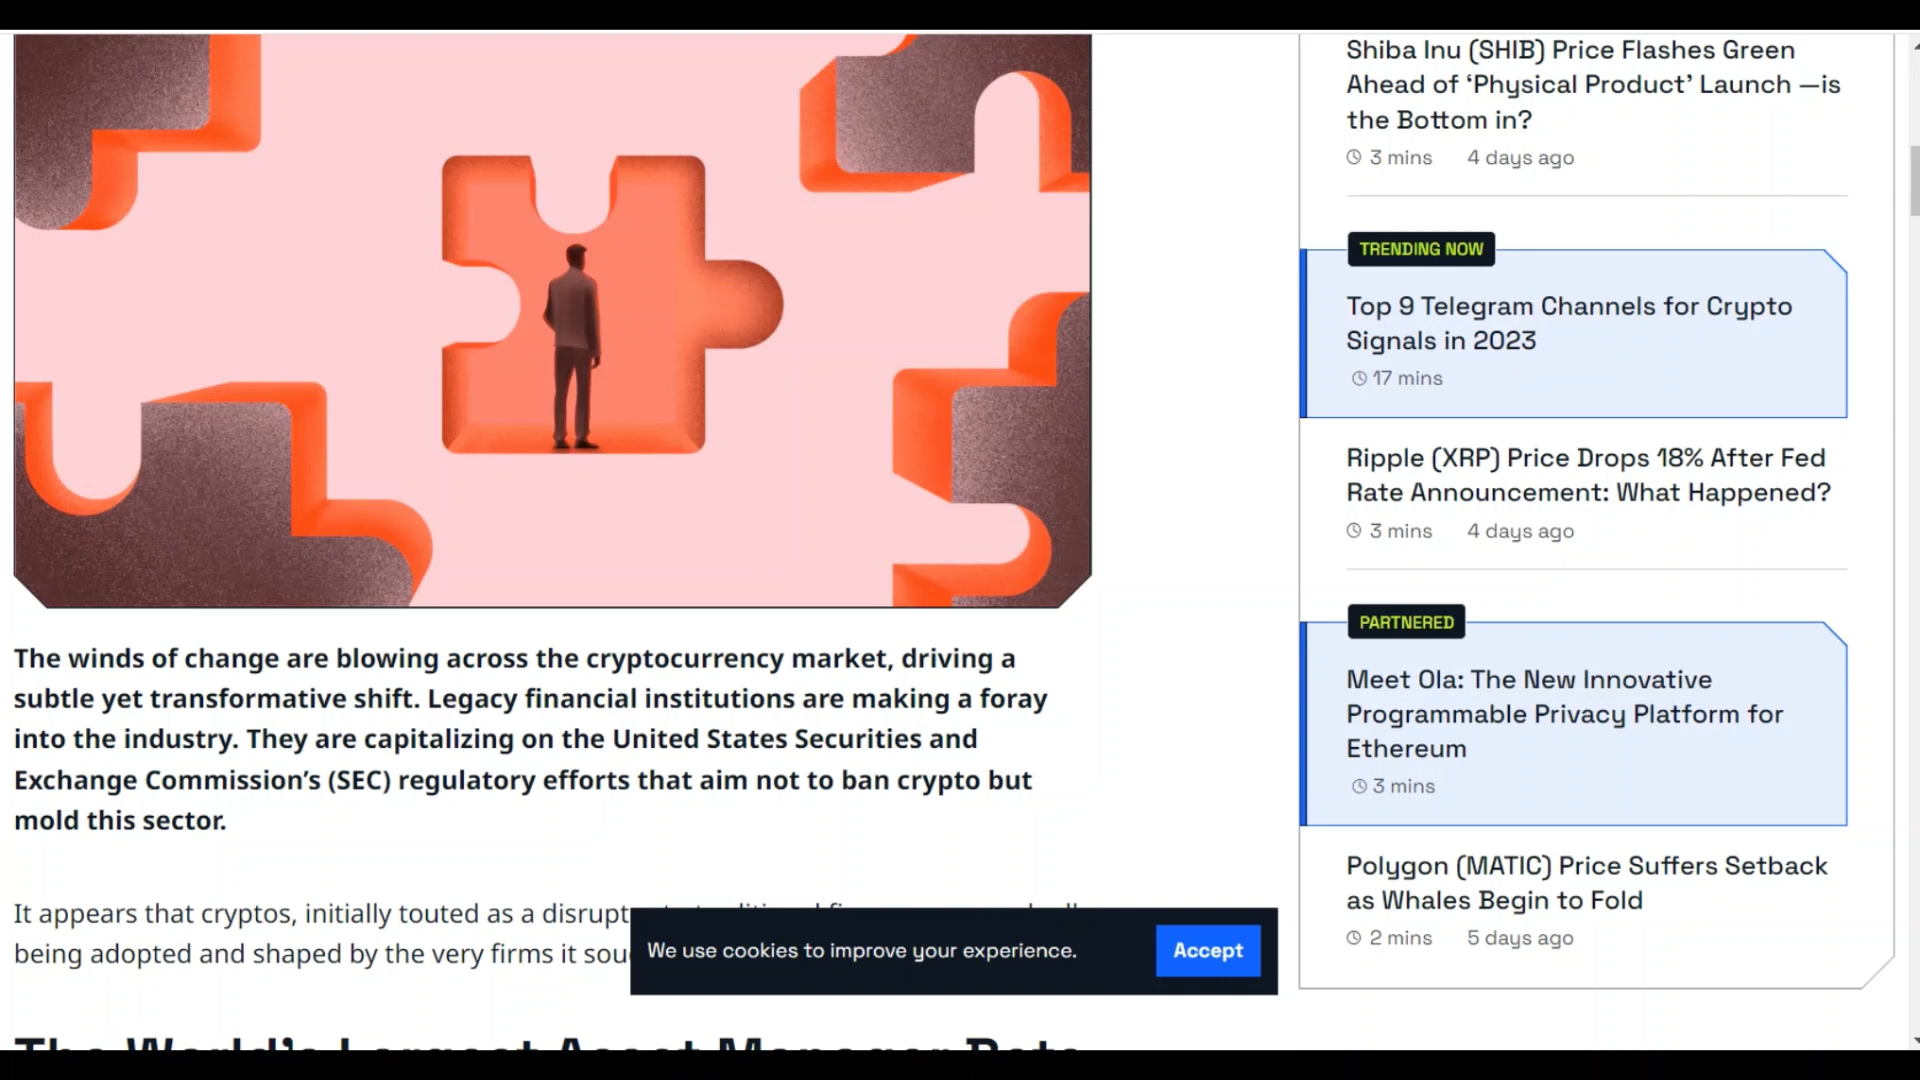 The winds of change are blowing across the cryptocurrency market, driving a
subtle yet transformative shift. Legacy financial institutions are making a foray
into the industry. They are capitalizing on the United States Securities and
Exchange Commission's (SEC) regulatory efforts that aim not to ban crypto but
mold this sector.
It appears that cryptos, initially touted as a
being adopted and shaped by the very firms it
The World's Largest Asset Manager Bets
We use cookies to improve your experience.
Accept
Shiba Inu (SHIB) Price Flashes Green
Ahead of ‘Physical Product’ Launch —is
the Bottom in?
3 mins 4 days ago
TRENDING NOW
Top 9 Telegram Channels for Crypto
Signals in 2023
17 mins
Ripple (XRP) Price Drops 18% After Fed
Rate Announcement: What Happened?
3 mins 4 days ago
PARTNERED
Meet Ola: The New Innovative
Programmable Privacy Platform for
Ethereum
3 mins
Polygon (MATIC) Price Suffers Setback
as Whales Begin to Fold
2 mins 5 days ago